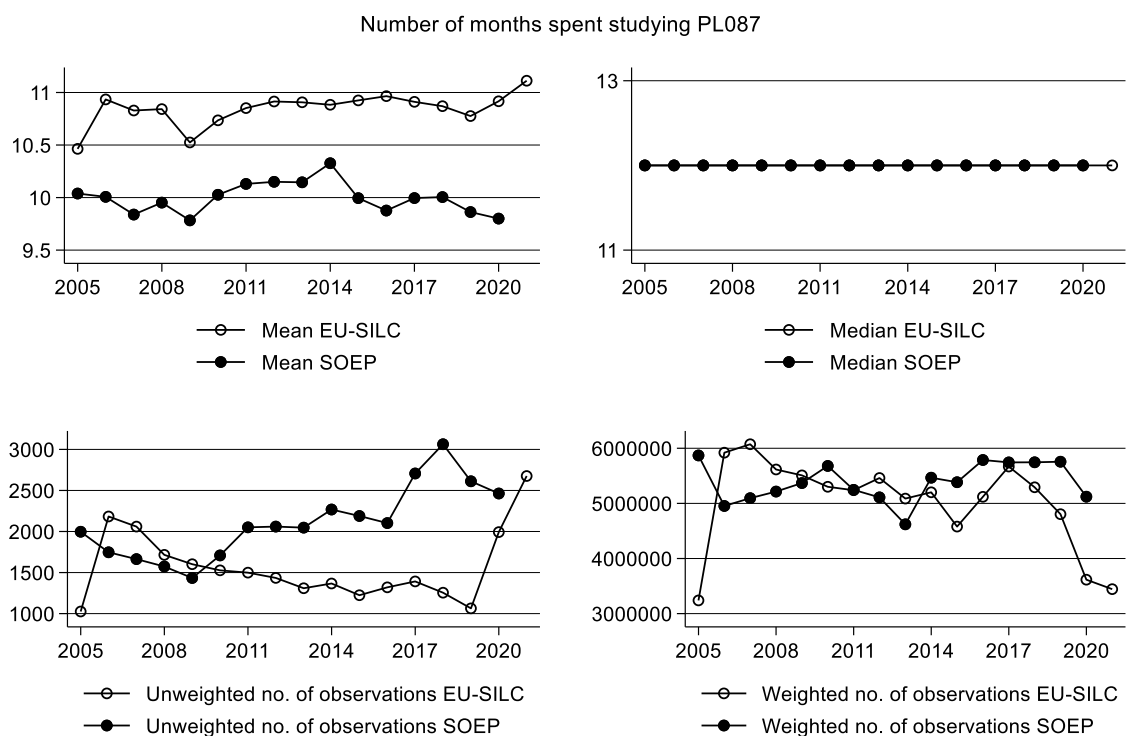 Number of months spent studying PL087
11
10.5
10
9.5
2005 2008 2011 2014 2017 2020
Mean EU-SILC
Mean SOEP
13
11
2005 2008 2011 2014 2017 2020
Median EU-SILC
Median SOEP
3000
2500
2000
1500
1000
2005 2008 2011 2014 2017 2020
Unweighted no. of observations EU-SILC
Unweighted no. of observations SOEP
6000000
5000000
4000000
3000000
2005 2008 2011 2014 2017 2020
Weighted no. of observations EU-SILC
Weighted no. of observations SOEP